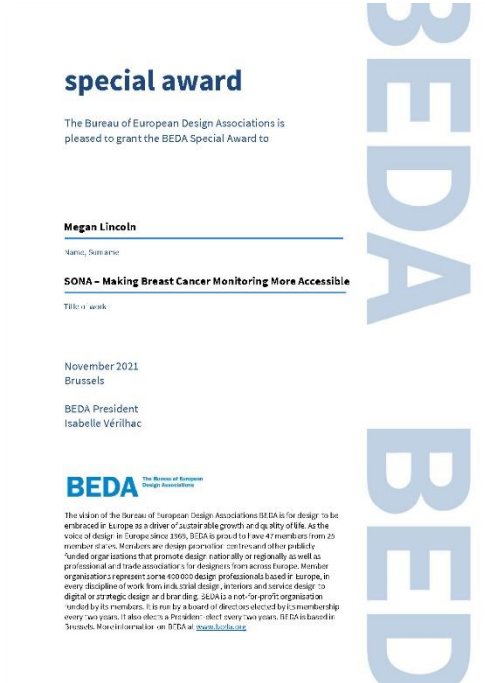 special award
The Bureau of European Design Associations is
pleased to grant the BEDA Special Award to
Megan Lincoln
Name, Surname
SONA – Making Breast Cancer Monitoring More Accessible
Title of work
November 2021
Brussels
BEDA President
Isabelle Vérilhac
BEDA The Bureau of European
Design Associations
The vision of the Bureau of European Design Associations BEDA is for design to be
embraced in Europe as a driver of sustainable growth and quality of life. As the
voice of design in Europe since 1969, BEDA is proud to have 47 members from 25
member states. Members are design promotion centres and other publicly
funded organisations that promote design nationally or regionally as well as
professional and trade associations for designers from across Europe. Member
organisations represent some 400 000 design professionals based in Europe, in
every discipline of work from industrial design, interiors and service design to
digital or strategic design and branding. BEDA is a not-for-profit organisation
funded by its members. It is run by a board of directors elected by its membership
every two years. It also elects a President-elect every two years. BEDA is based in
Brussels. More information on BEDA at www.beda.org
BEDA
BED